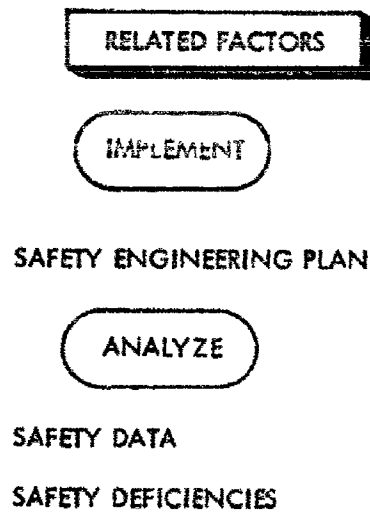 RELATED FACTORS
IMPLEMENT
SAFETY ENGINEERING PLAN
ANALYZE
SAFETY DATA
SAFETY DEFICIENCIES